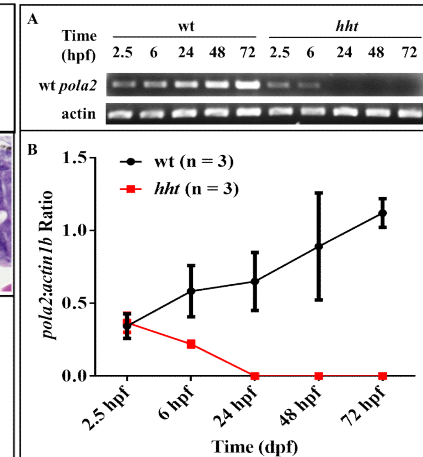 A
Time wt hht
(hpf) 2.5 6 24 48 72 2.5 6 24 48 72
wt pola2
actin
B
wt (n = 3)
hht (n = 3)
1.5
1.0
0.5
0.0
pola2:actin1b Ratio
2.5 hpf 6 hpf 24 hpf 48 hpf 72 hpf
Time (dpf)